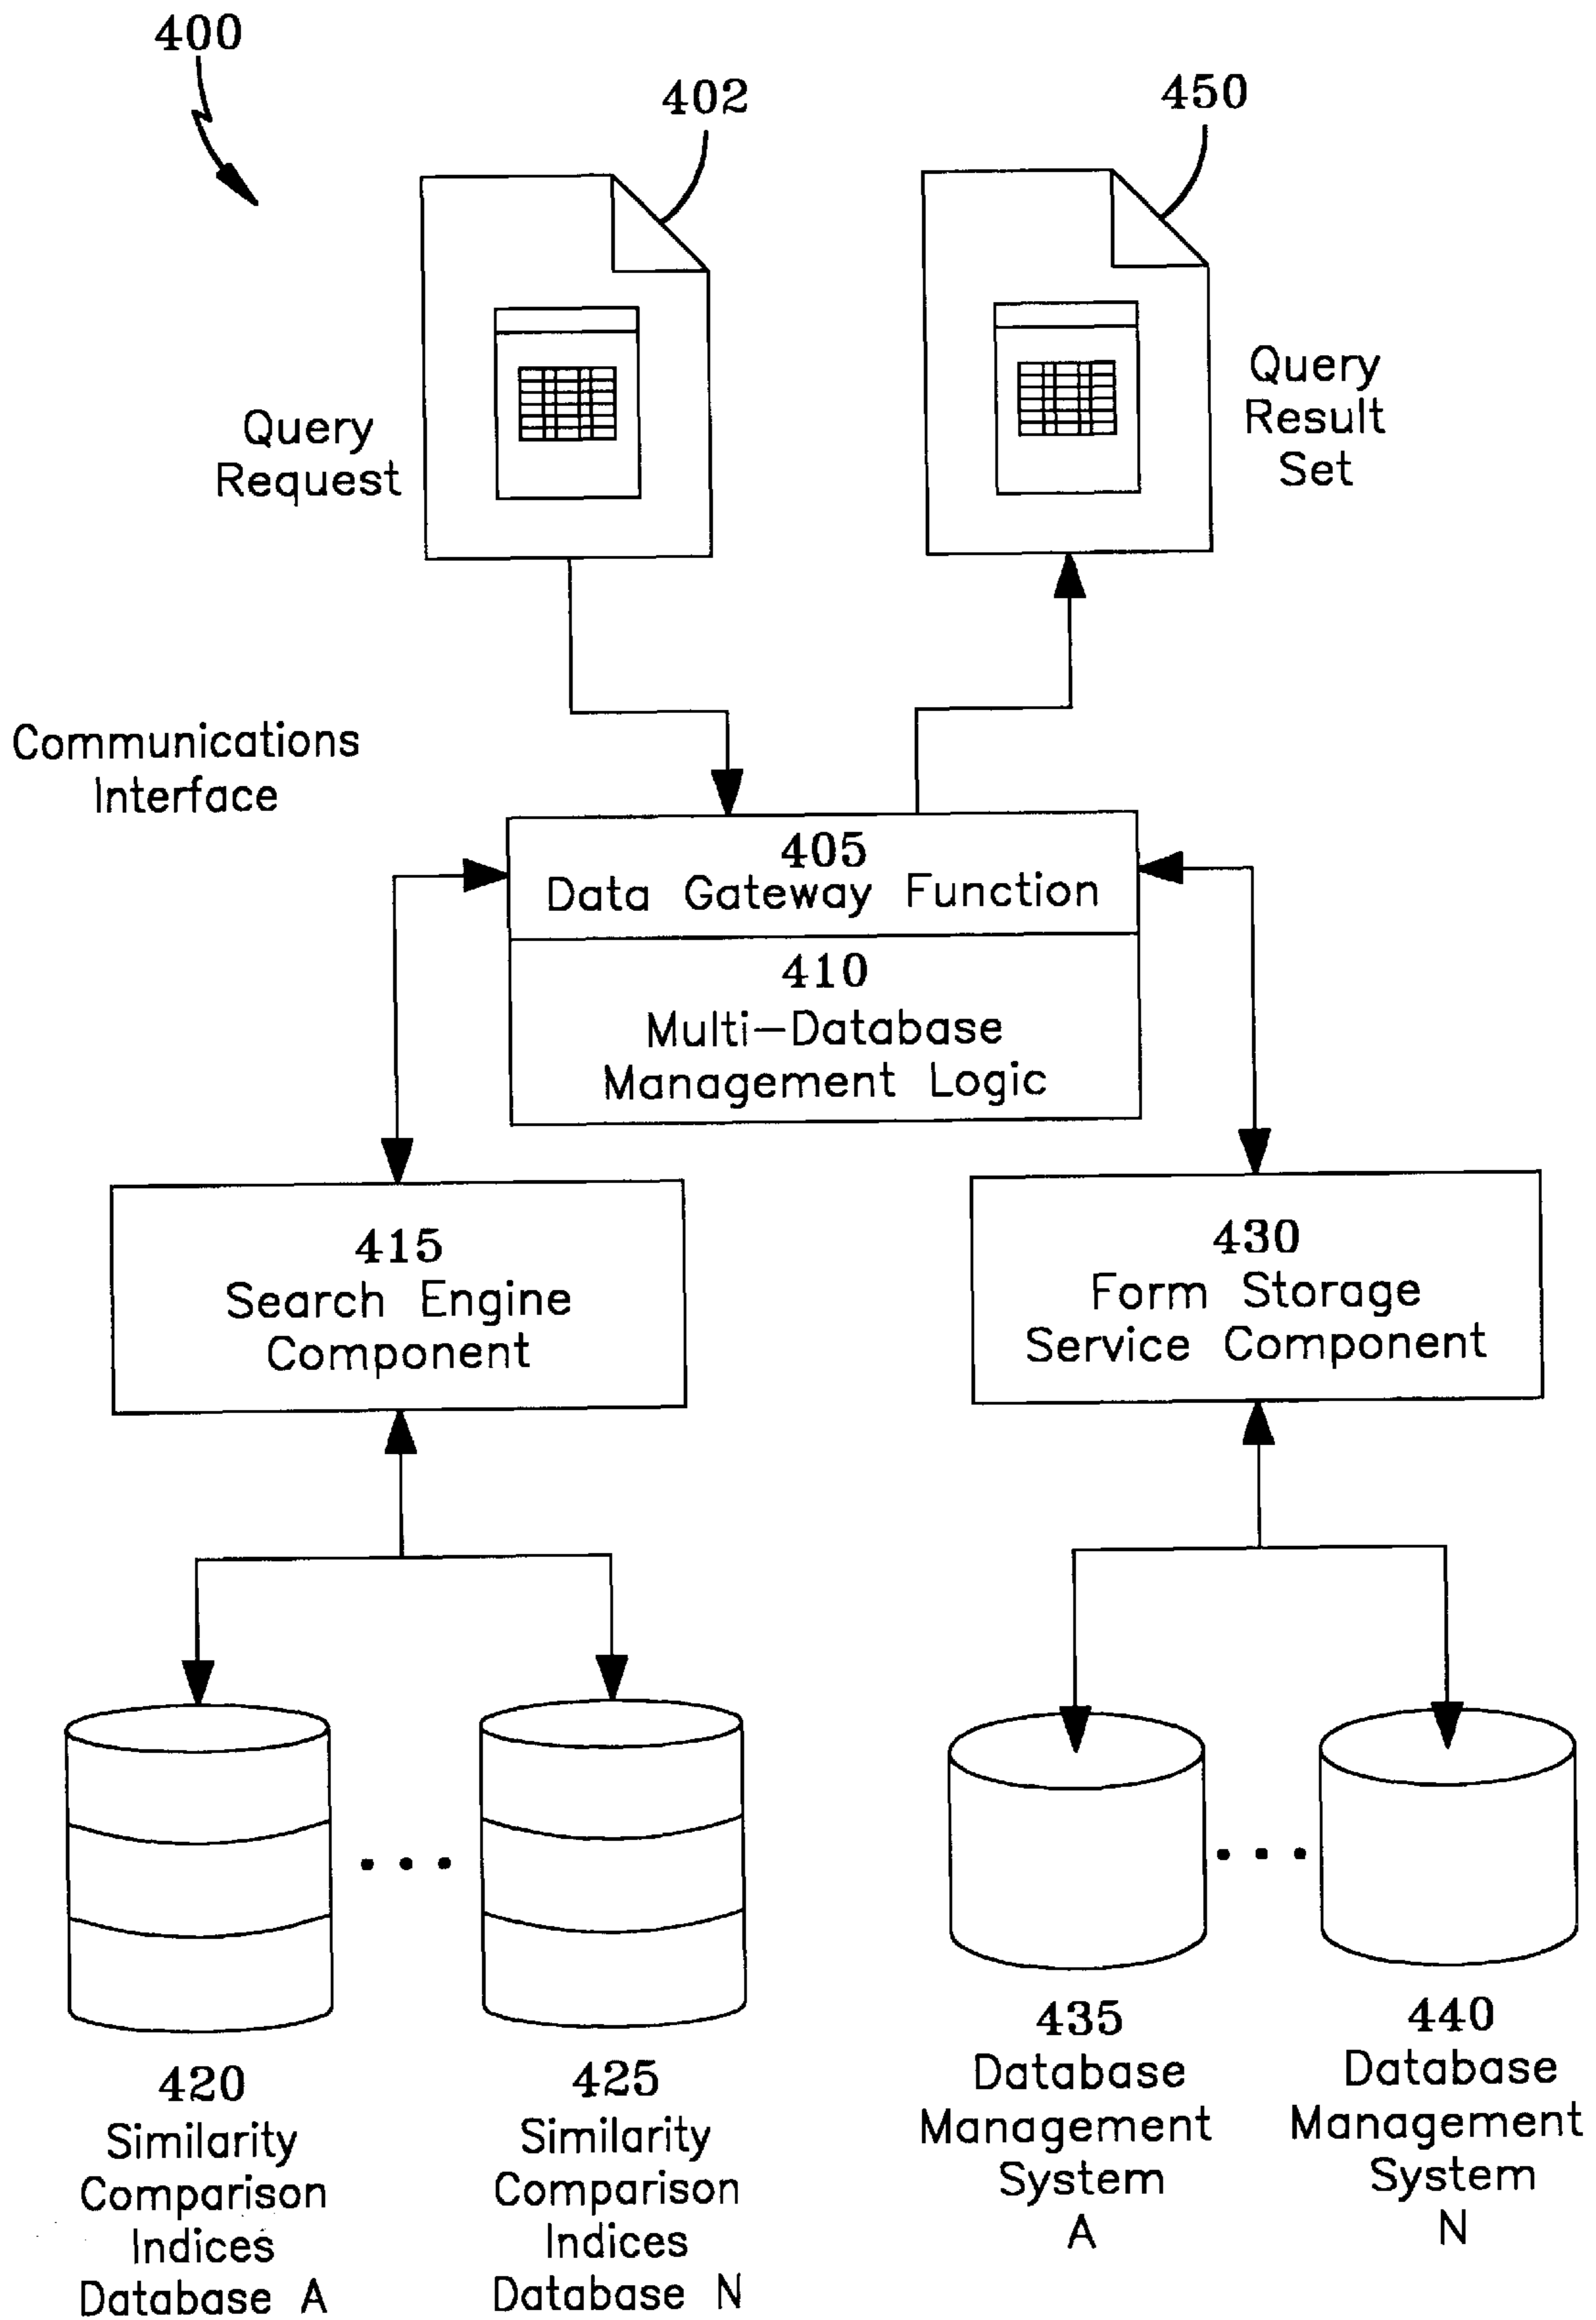 400
402
450
Query
Request
Query
Result
Set
Communications
Interface
405
Data Gateway Function
410
Multi-Database
Management Logic
415
Search Engine
Component
430
Form Storage
Service Component
420
Similarity
Comparison
Indices
Database A
425
Similarity
Comparison
Indices
Database N
435
Database
Management
System
A
440
Database
Management
System
N